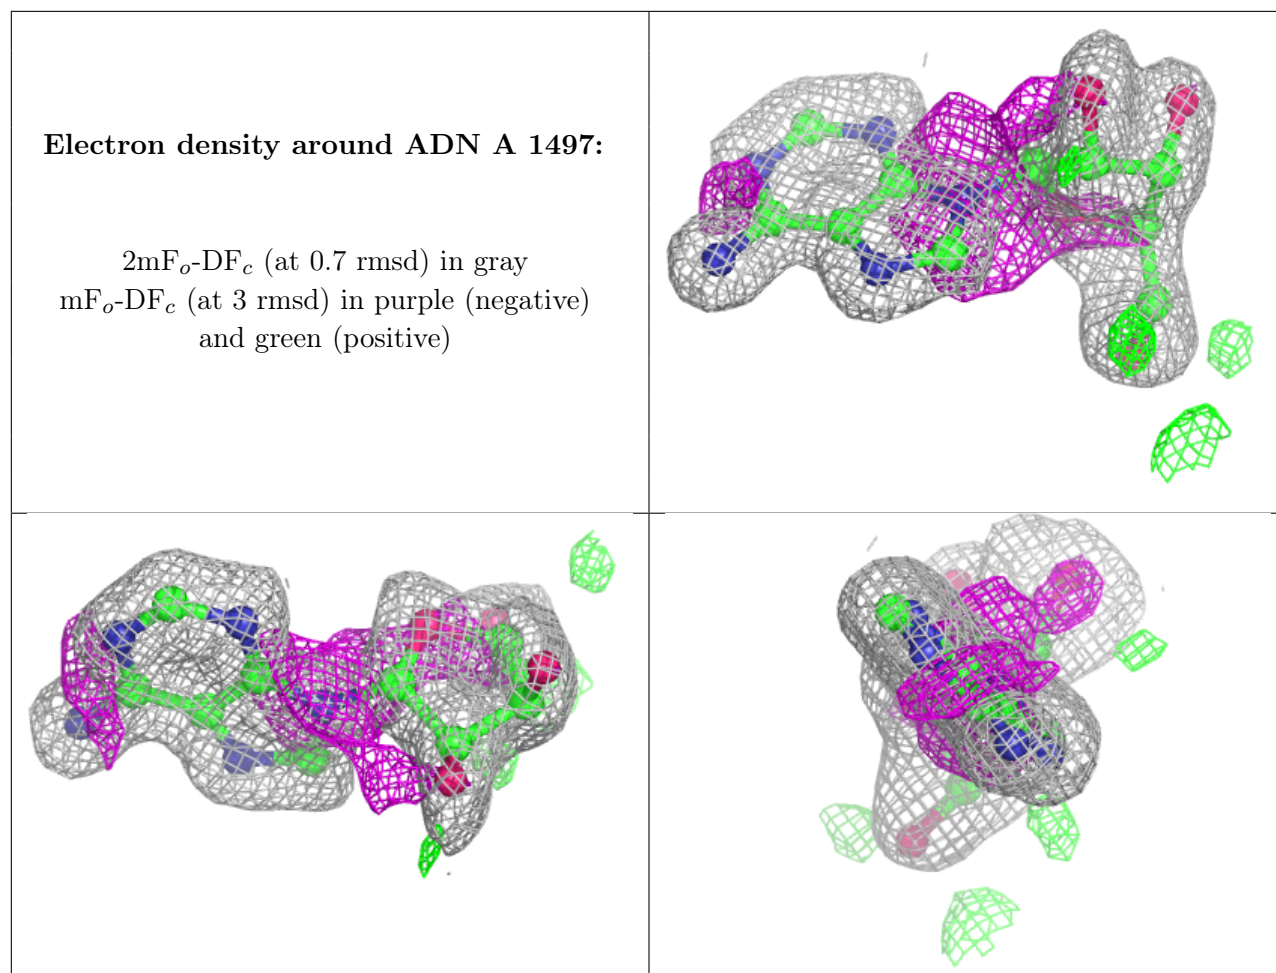 Electron density around ADN A 1497:
2mFo-DFc (at 0.7 rmsd) in gray
mFo-DFc (at 3 rmsd) in purple (negative)
and green (positive)